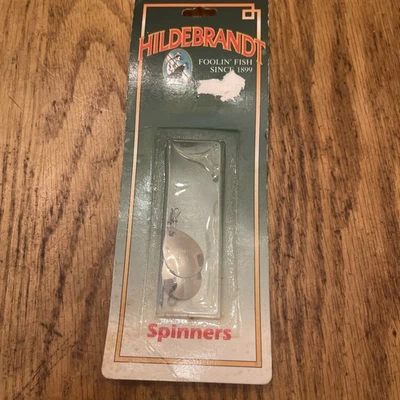 HILDEBRANDT
FOOLIN' FISH
SINCE 1899
Spinners